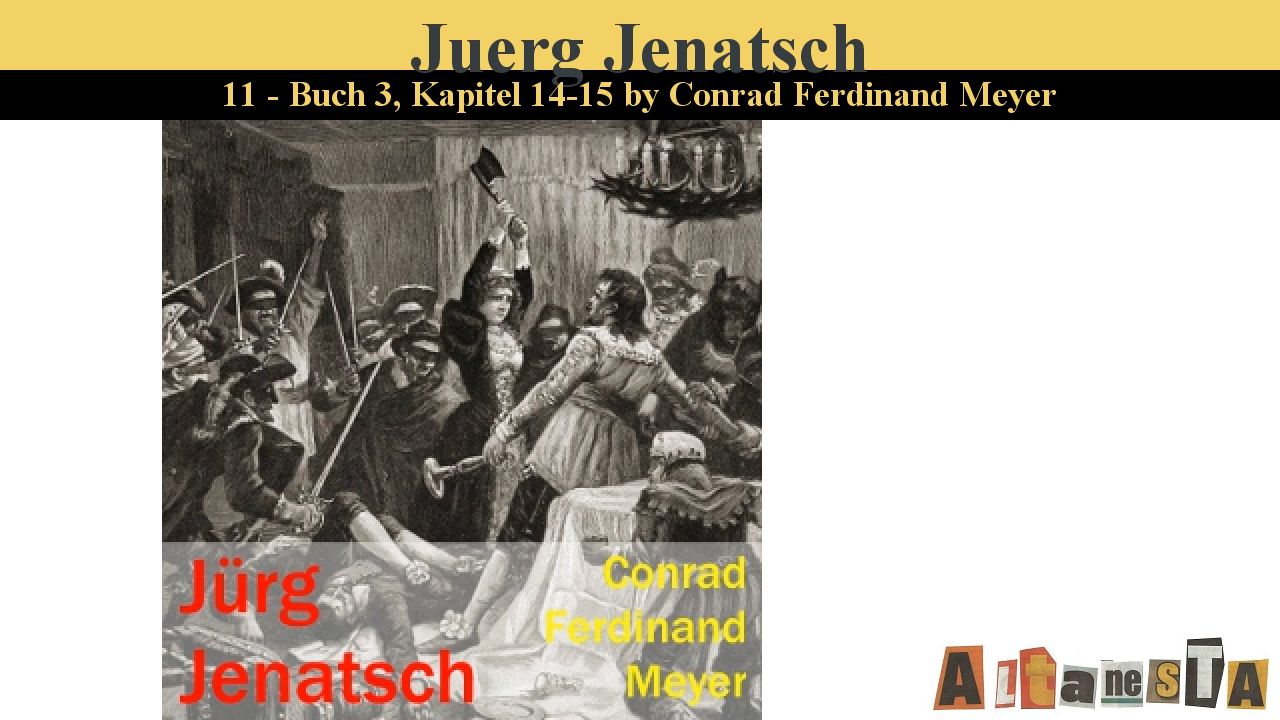 Juerg Jenatsch
11 - Buch 3, Kapitel 14-15 by Conrad Ferdinand Meyer
Jürg
Jenatsch
Conrad
Ferdinand
Meyer
AltaneSTA